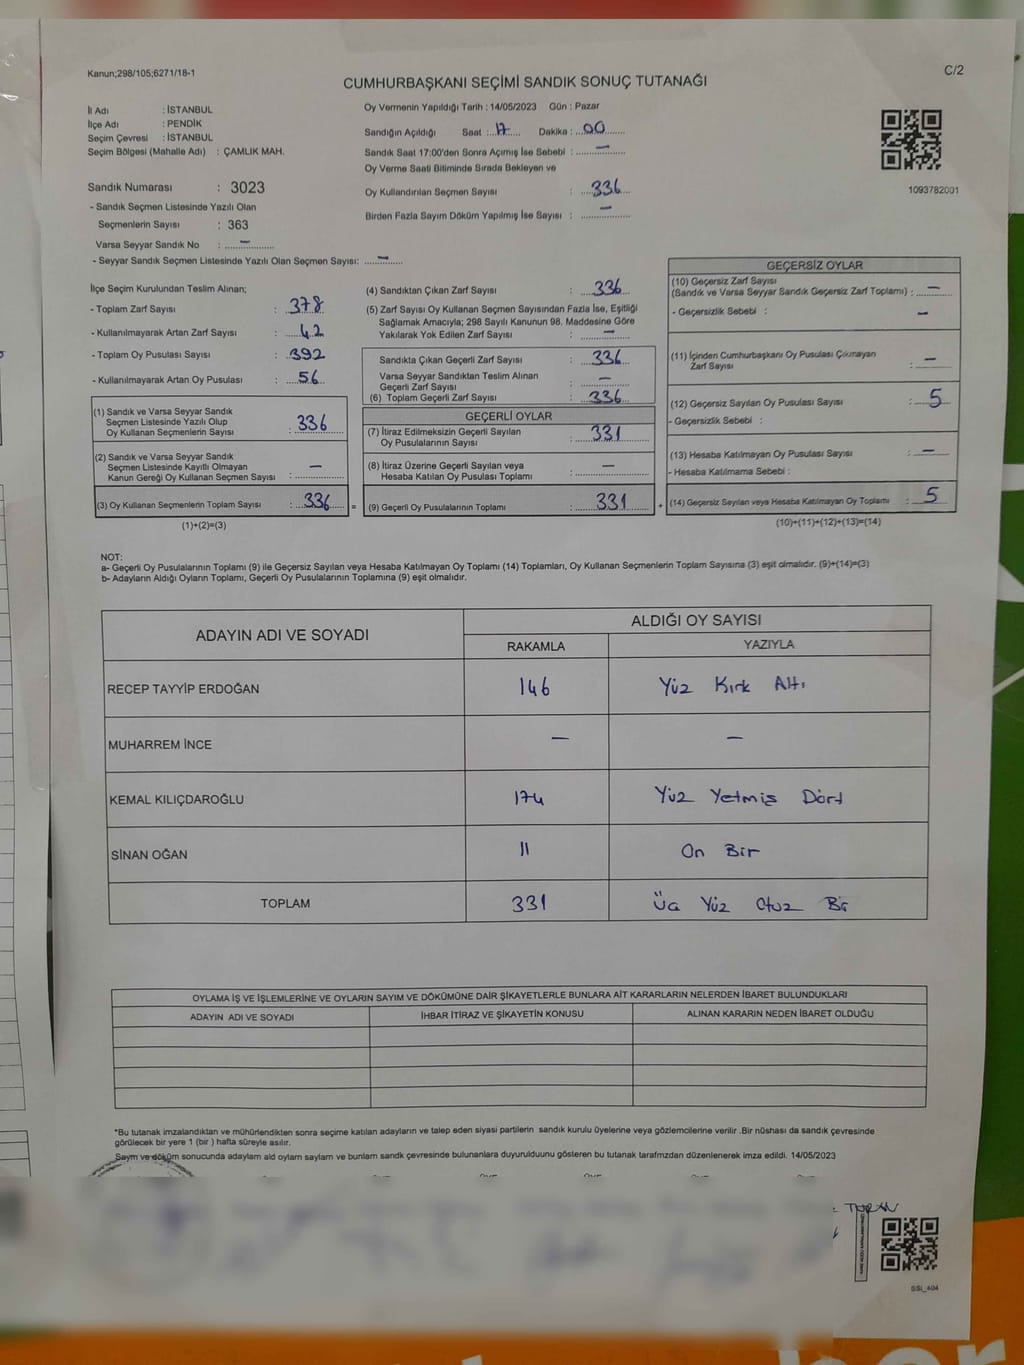 Kanun;298/105;6271/18-1
C/2
CUMHURBAŞKANI SEÇİMİ SANDIK SONUÇ TUTANAĞI
İl Adı : İSTANBUL
İlçe Adı : PENDİK
Seçim Çevresi : İSTANBUL
Seçim Bölgesi (Mahalle Adı) : ÇAMLIK MAH.
Sandık Numarası : 3023
- Sandık Seçmen Listesinde Yazılı Olan
Seçmenlerin Sayısı : 363
Varsa Seyyar Sandık No : —
- Seyyar Sandık Seçmen Listesinde Yazılı Olan Seçmen Sayısı: —
Oy Vermenin Yapıldığı Tarih : 14/05/2023 Gün : Pazar
Sandığın Açıldığı Saat : 17 Dakika : 00
Sandık Saat 17:00'den Sonra Açımış İse Sebebi : —
Oy Verme Saati Bitiminde Sırada Bekleyen ve
Oy Kullandırılan Seçmen Sayısı : 336
Birden Fazla Sayım Döküm Yapılmış İse Sayısı : —
1093782001
İlçe Seçim Kurulundan Teslim Alınan;
- Toplam Zarf Sayısı : 378
- Kullanılmayarak Artan Zarf Sayısı : 42
- Toplam Oy Pusulası Sayısı : 392
- Kullanılmayarak Artan Oy Pusulası : 56
(1) Sandık ve Varsa Seyyar Sandık
Seçmen Listesinde Yazılı Olup
Oy Kullanan Seçmenlerin Sayısı : 336
(2) Sandık ve Varsa Seyyar Sandık
Seçmen Listesinde Kayıtlı Olmayan
Kanun Gereği Oy Kullanan Seçmen Sayısı : —
(3) Oy Kullanan Seçmenlerin Toplam Sayısı : 336 =
(1)+(2)=(3)
(4) Sandıktan Çıkan Zarf Sayısı : 336
(5) Zarf Sayısı Oy Kullanan Seçmen Sayısından Fazla İse, Eşitliği
Sağlamak Amacıyla; 298 Sayılı Kanunun 98. Maddesine Göre
Yakılarak Yok Edilen Zarf Sayısı : —
Sandıkta Çıkan Geçerli Zarf Sayısı : 336
Varsa Seyyar Sandıktan Teslim Alınan
Geçerli Zarf Sayısı : —
(6) Toplam Geçerli Zarf Sayısı : 336
GEÇERLİ OYLAR
(7) İtiraz Edilmeksizin Geçerli Sayılan
Oy Pusulalarının Sayısı : 331
(8) İtiraz Üzerine Geçerli Sayılan veya
Hesaba Katılan Oy Pusulaları Toplamı : —
(9) Geçerli Oy Pusulalarının Toplamı : 331 +
GEÇERSİZ OYLAR
(10) Geçersiz Zarf Sayısı
(Sandık ve Varsa Seyyar Sandık Geçersiz Zarf Toplamı) : —
- Geçersizlik Sebebi : —
(11) İçinden Cumhurbaşkanı Oy Pusulası Çıkmayan
Zarf Sayısı : —
(12) Geçersiz Sayılan Oy Pusulası Sayısı : 5
- Geçersizlik Sebebi :
(13) Hesaba Katılmayan Oy Pusulası Sayısı : —
- Hesaba Katılmama Sebebi :
(14) Geçersiz Sayılan veya Hesaba Katılmayan Oy Toplamı : 5
(10)+(11)+(12)+(13)=(14)
NOT:
a- Geçerli Oy Pusulalarının Toplamı (9) ile Geçersiz Sayılan veya Hesaba Katılmayan Oy Toplamı (14) Toplamları, Oy Kullanan Seçmenlerin Toplam Sayısına (3) eşit olmalıdır. (9)+(14)=(3)
b- Adayların Aldığı Oyların Toplamı, Geçerli Oy Pusulalarının Toplamına (9) eşit olmalıdır.
ADAYIN ADI VE SOYADI
ALDIĞI OY SAYISI
RAKAMLA YAZIYLA
RECEP TAYYİP ERDOĞAN 146 Yüz Kırk Altı
MUHARREM İNCE — —
KEMAL KILIÇDAROĞLU 174 Yüz Yetmiş Dört
SİNAN OĞAN 11 On Bir
TOPLAM 331 Üç Yüz Otuz Bir
OYLAMA İŞ VE İŞLEMLERİNE VE OYLARIN SAYIM VE DÖKÜMÜNE DAİR ŞİKAYETLERLE BUNLARA AİT KARARLARIN NELERDEN İBARET BULUNDUKLARI
ADAYIN ADI VE SOYADI İHBAR İTİRAZ VE ŞİKAYETİN KONUSU ALINAN KARARIN NEDEN İBARET OLDUĞU
*Bu tutanak imzalandıktan ve mühürlendikten sonra seçime katılan adayların ve talep eden siyasi partilerin sandık kurulu üyelerine veya gözlemcilerine verilir .Bir nüshası da sandık çevresinde
görülecek bir yere 1 (bir ) hafta süreyle asılır.
Sayım ve döküm sonucunda adaylam ald oylam saylam ve bunlam sandk çevresinde bulunanlara duyurulduunu gösteren bu tutanak tarafmzdan düzenlenerek imza edildi. 14/05/2023
TORAN
SSİ_404